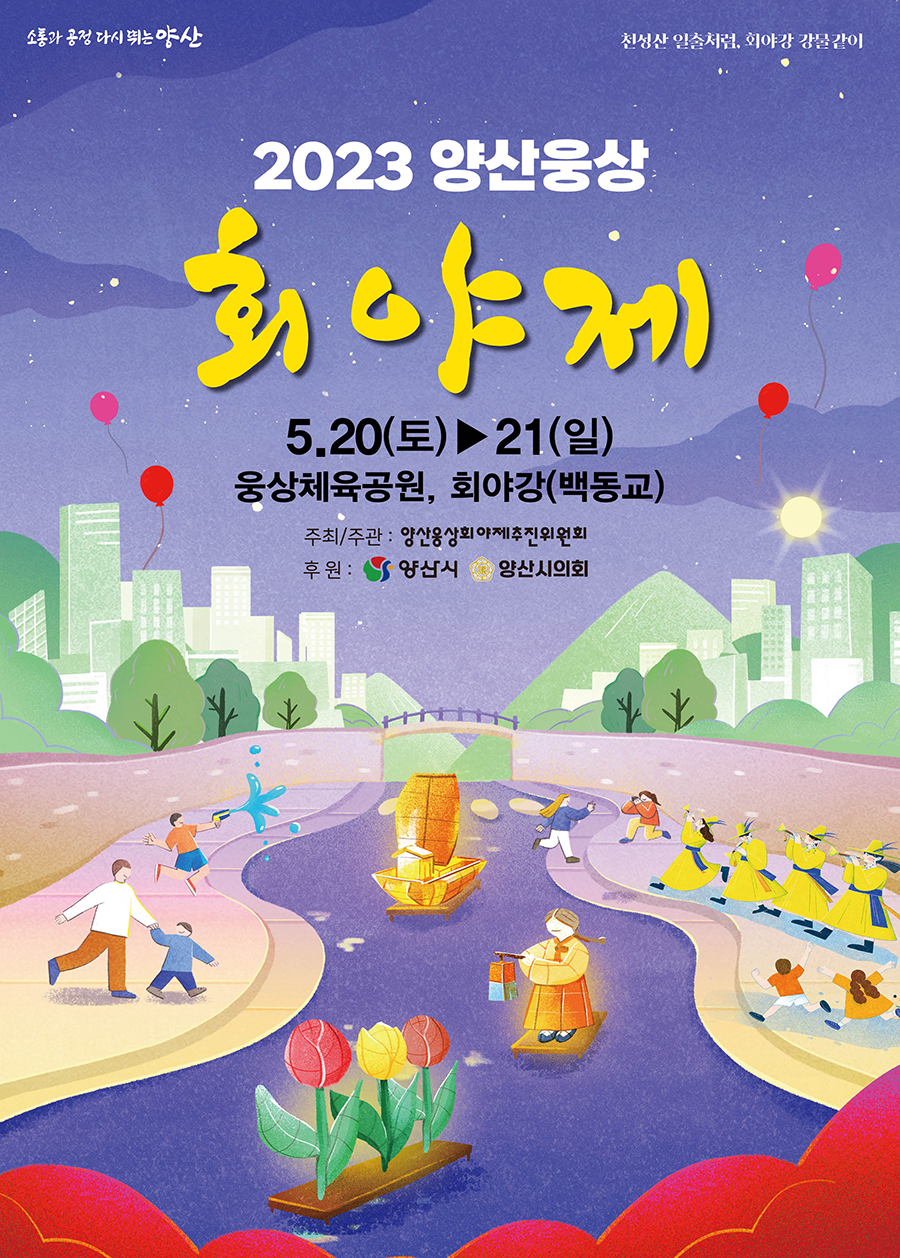 소통과 공정 다시 뛰는 양산
천성산 일출처럼, 회야강 강물같이
2023 양산웅상
회야제
5.20(토)▶21(일)
웅상체육공원, 회야강(백동교)
주최/주관 : 양산웅상회야제추진위원회
후원 : 양산시 양산시의회